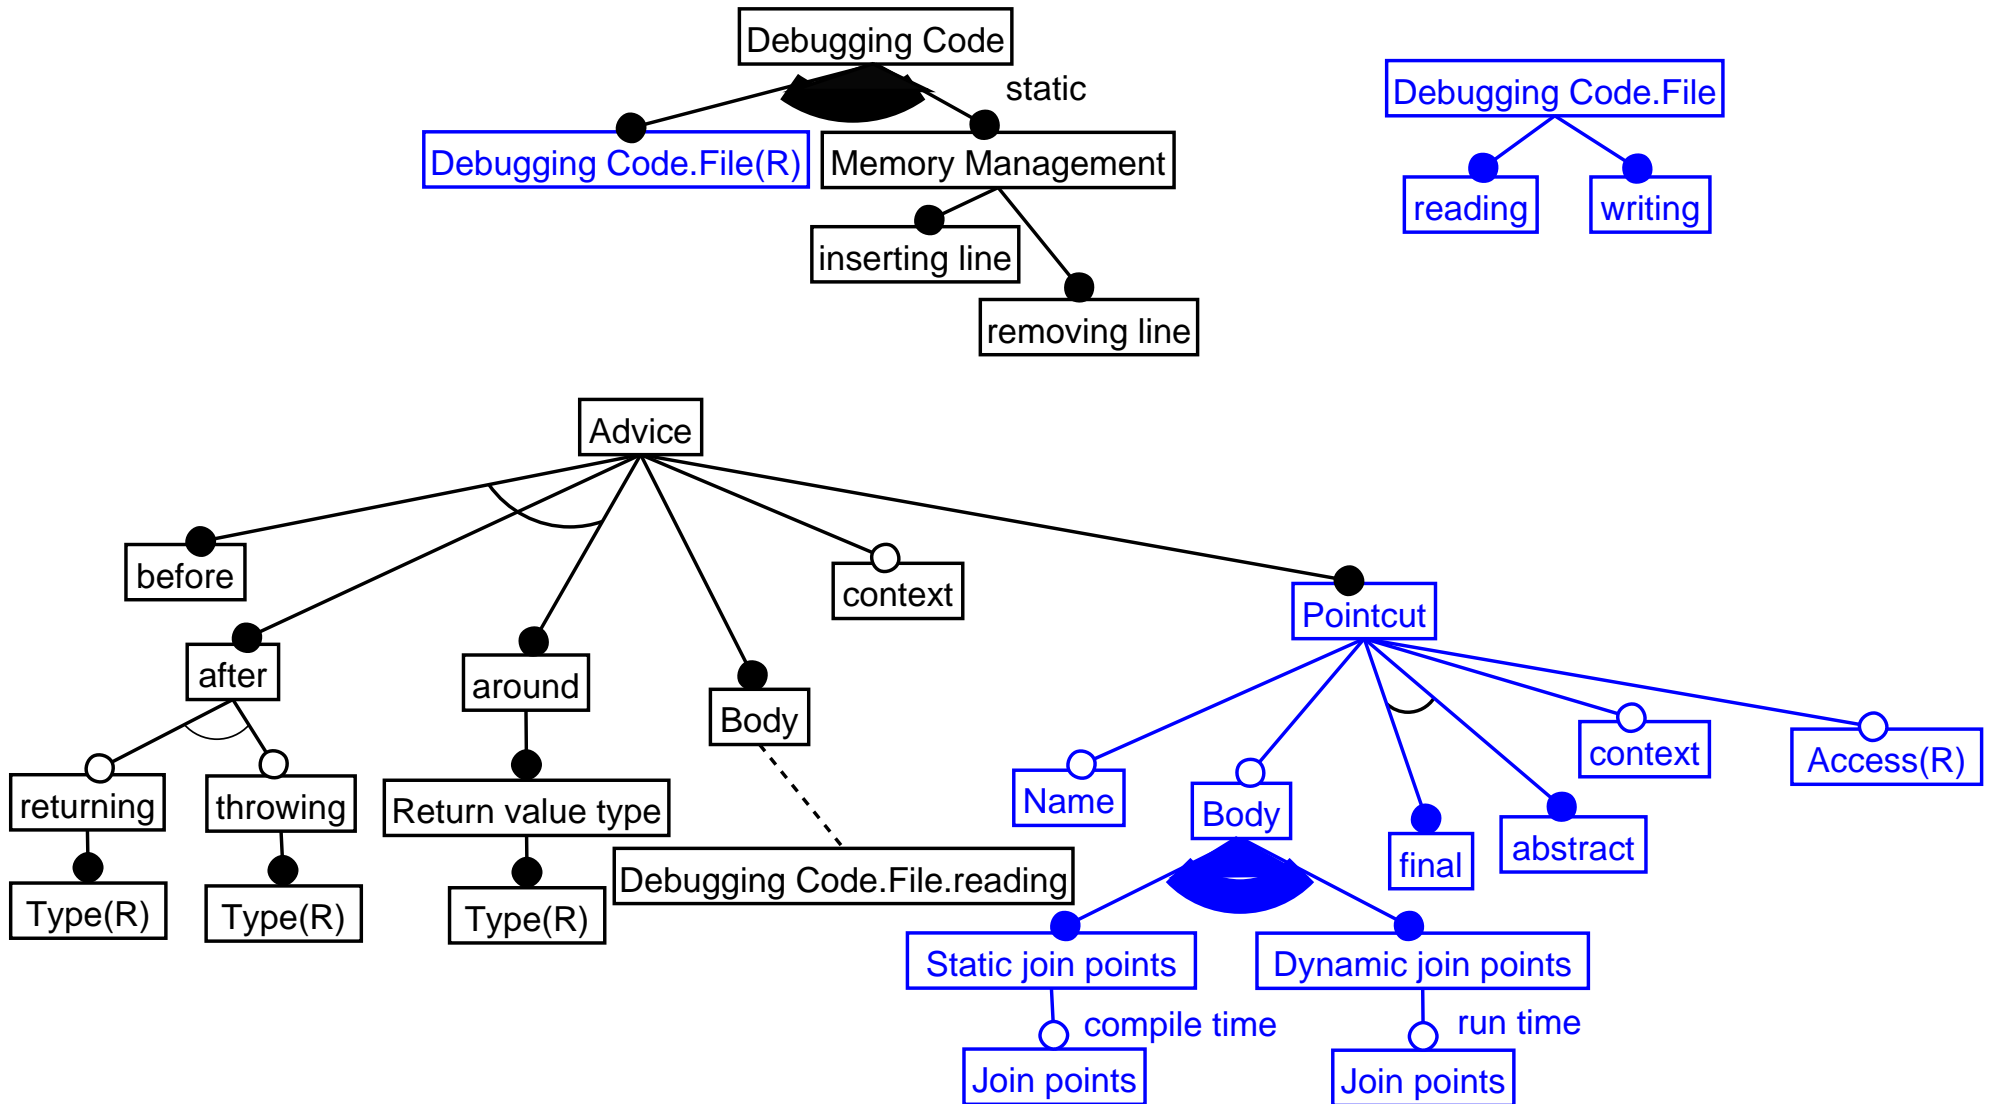 Debugging Code
static
Debugging Code.File
Debugging Code.File(R)
Memory Management
reading
writing
inserting line
removing line
Advice
before
context
Pointcut
after
around
Body
context
Access(R)
returning
throwing
Return value type
Name
Body
final
abstract
Debugging Code.File.reading
Type(R)
Type(R)
Type(R)
Static join points
Dynamic join points
compile time
run time
Join points
Join points